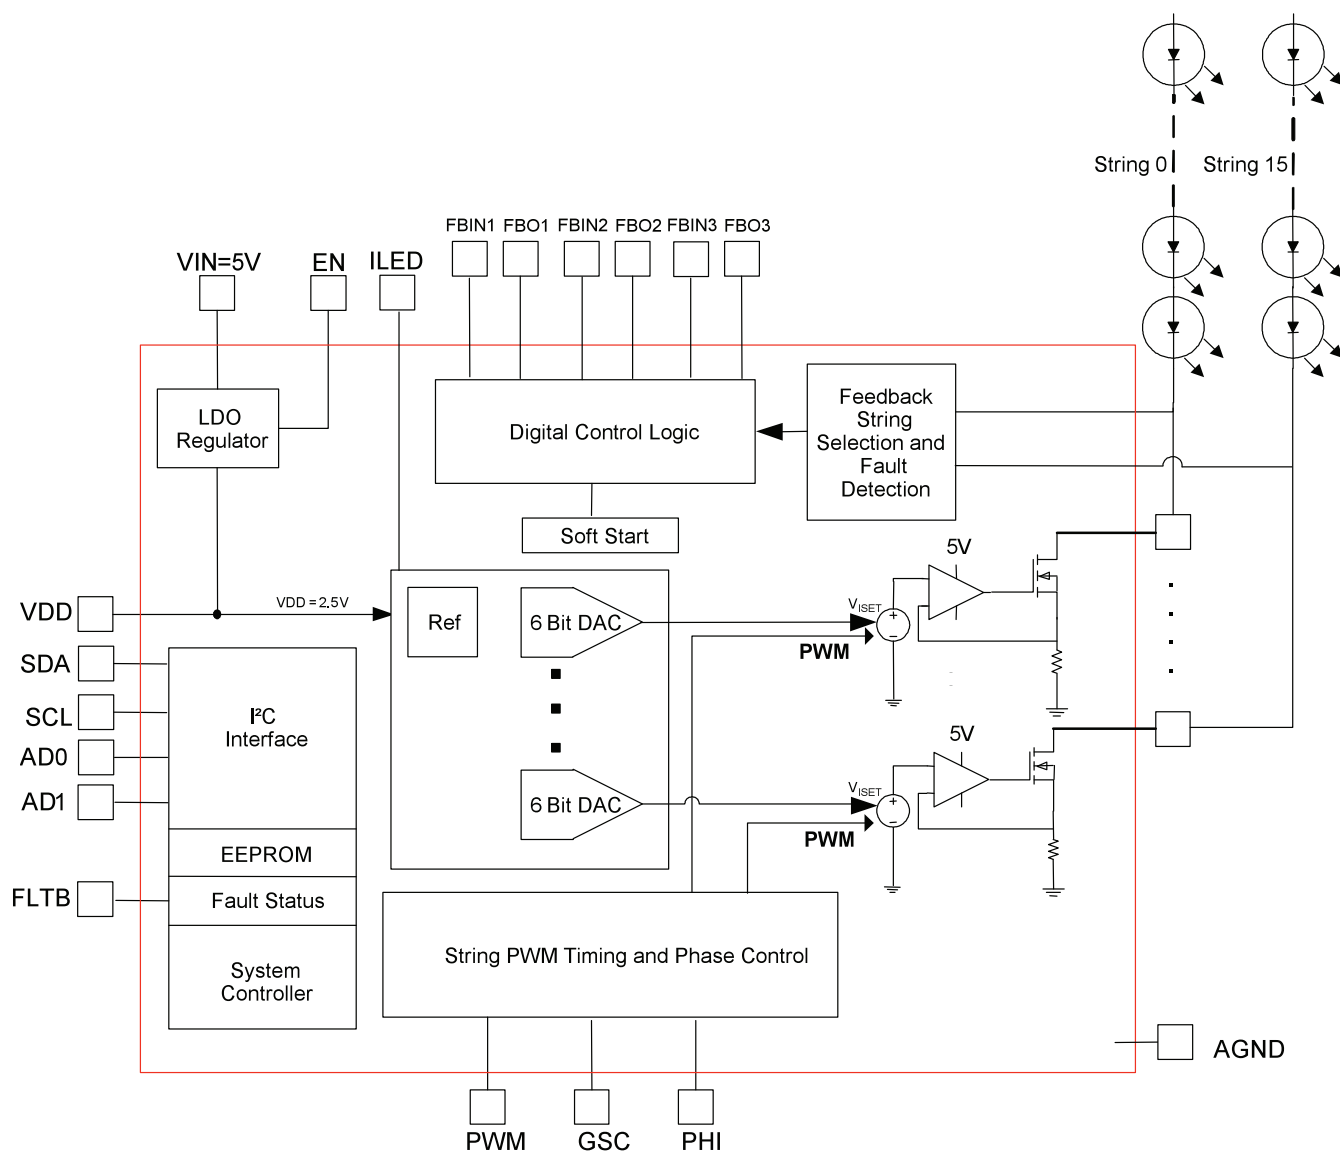 String 0
String 15
FBIN1
FBO1
FBIN2
FBO2
FBIN3
FBO3
VIN=5V
EN
ILED
LDO
Regulator
Digital Control Logic
Feedback
String
Selection and
Fault
Detection
Soft Start
5V
VDD
VDD = 2.5V
Ref
6 Bit DAC
VISET
PWM
SDA
SCL
AD0
AD1
I²C
Interface
5V
6 Bit DAC
VISET
PWM
EEPROM
FLTB
Fault Status
System
Controller
String PWM Timing and Phase Control
AGND
PWM
GSC
PHI